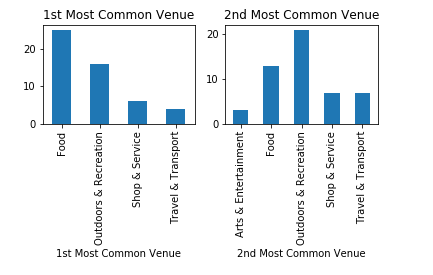 1st Most Common Venue
20
10
0
Food
Outdoors & Recreation
Shop & Service
Travel & Transport
1st Most Common Venue
2nd Most Common Venue
20
10
0
Arts & Entertainment
Food
Outdoors & Recreation
Shop & Service
Travel & Transport
2nd Most Common Venue